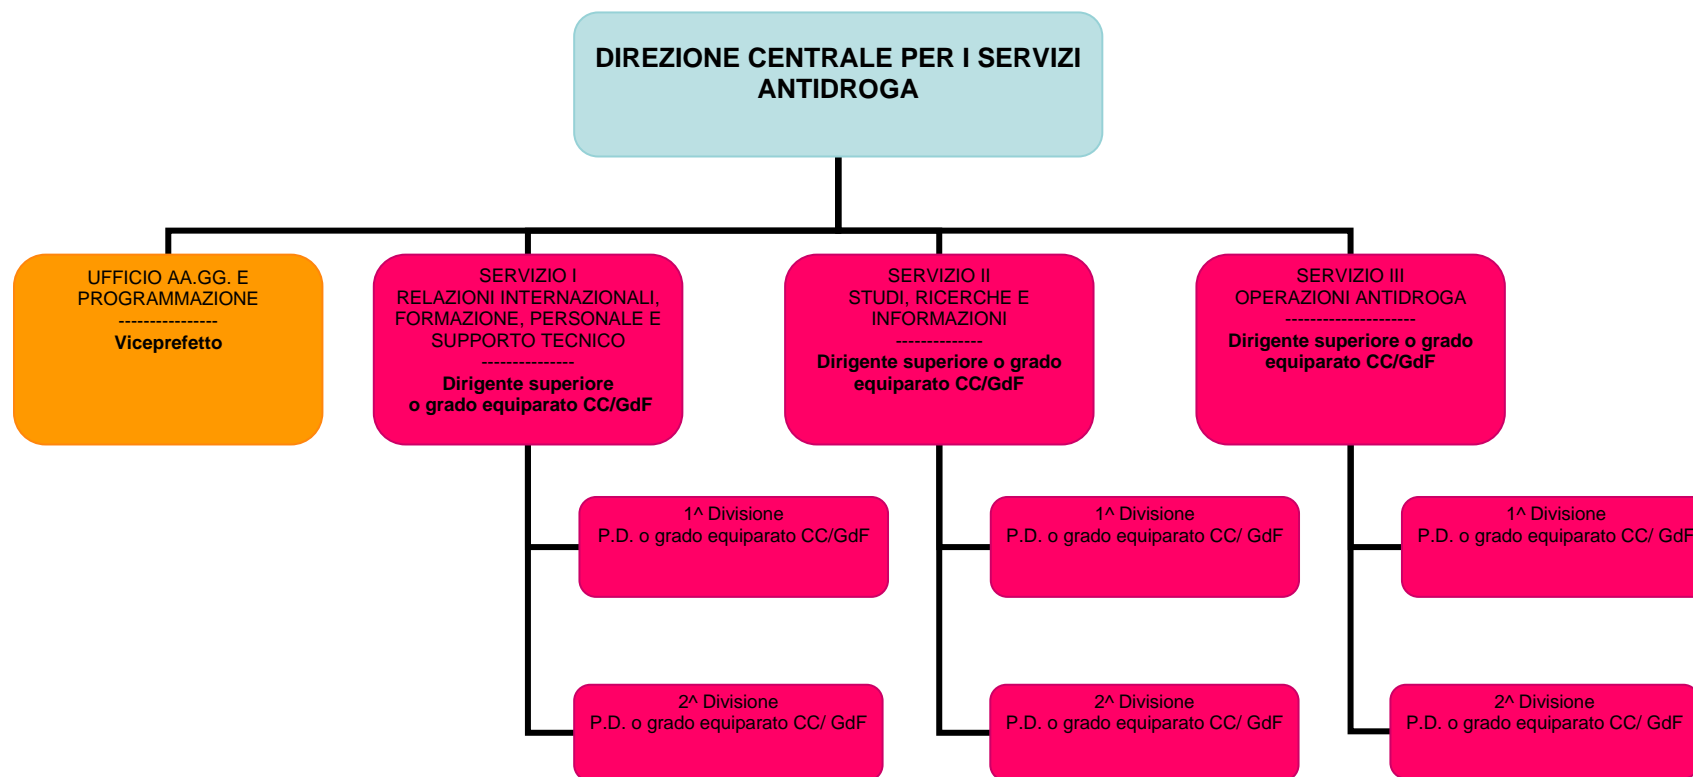 DIREZIONE CENTRALE PER I SERVIZI
ANTIDROGA
UFFICIO AA.GG. E
PROGRAMMAZIONE
----------------
Viceprefetto
SERVIZIO I
RELAZIONI INTERNAZIONALI,
FORMAZIONE, PERSONALE E
SUPPORTO TECNICO
---------------
Dirigente superiore
o grado equiparato CC/GdF
SERVIZIO II
STUDI, RICERCHE E
INFORMAZIONI
--------------
Dirigente superiore o grado
equiparato CC/GdF
SERVIZIO III
OPERAZIONI ANTIDROGA
---------------------
Dirigente superiore o grado
equiparato CC/GdF
1^ Divisione
P.D. o grado equiparato CC/GdF
1^ Divisione
P.D. o grado equiparato CC/ GdF
1^ Divisione
P.D. o grado equiparato CC/ GdF
2^ Divisione
P.D. o grado equiparato CC/ GdF
2^ Divisione
P.D. o grado equiparato CC/ GdF
2^ Divisione
P.D. o grado equiparato CC/ GdF